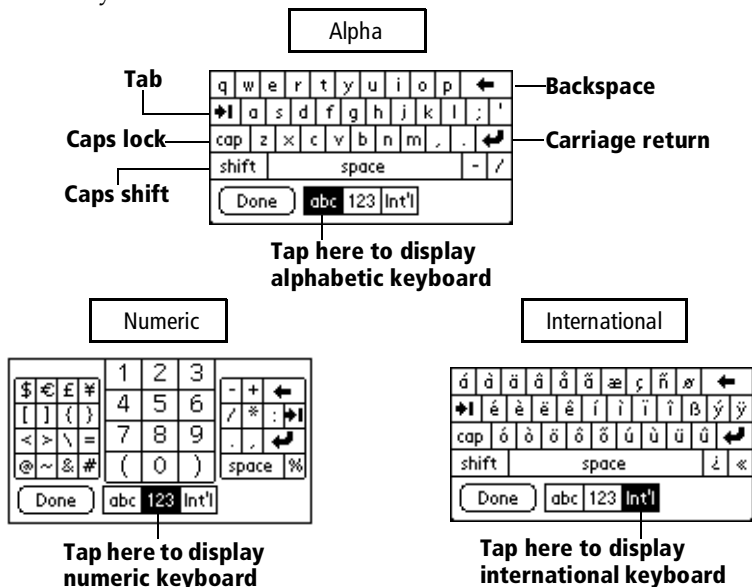 Alpha
Tab
q w e r t y u i o p
Backspace
a s d f g h j k l ; '
Caps lock
cap z x c v b n m , .
Carriage return
shift space - /
Caps shift
Done abc 123 Int'l
Tap here to display
alphabetic keyboard
Numeric
International
$ € £ ¥ 1 2 3 - +
[ ] { } 4 5 6 / * :
< > \ = 7 8 9 . ,
@ ~ & # ( 0 ) space %
Done abc 123 Int'l
Tap here to display
numeric keyboard
á à ä â å ã æ ç ñ ø
é è ë ê í ì ï î ß ý ÿ
cap ó ò ö ô õ ú ù ü û
shift space ¿ «
Done abc 123 Int'l
Tap here to display
international keyboard